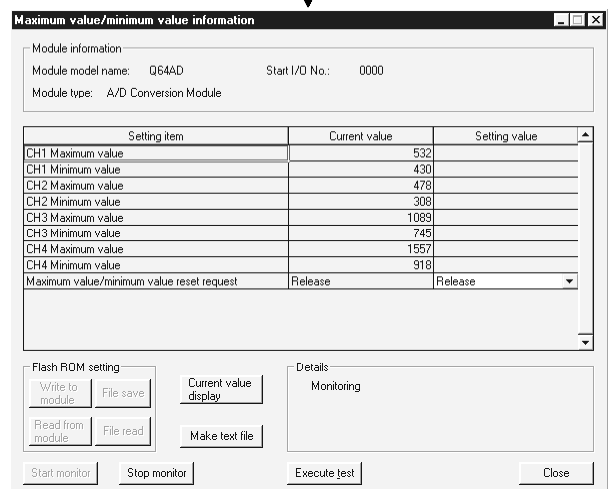 Maximum value/minimum value information
Module information
Module model name: Q64AD Start I/O No.: 0000
Module type: A/D Conversion Module
Setting item Current value Setting value
CH1 Maximum value 532
CH1 Minimum value 430
CH2 Maximum value 478
CH2 Minimum value 308
CH3 Maximum value 1089
CH3 Minimum value 745
CH4 Maximum value 1557
CH4 Minimum value 918
Maximum value/minimum value reset request Release Release
Flash ROM setting
Write to
module
File save
Read from
module
File read
Current value
display
Make text file
Details
Monitoring
Start monitor Stop monitor Execute test Close